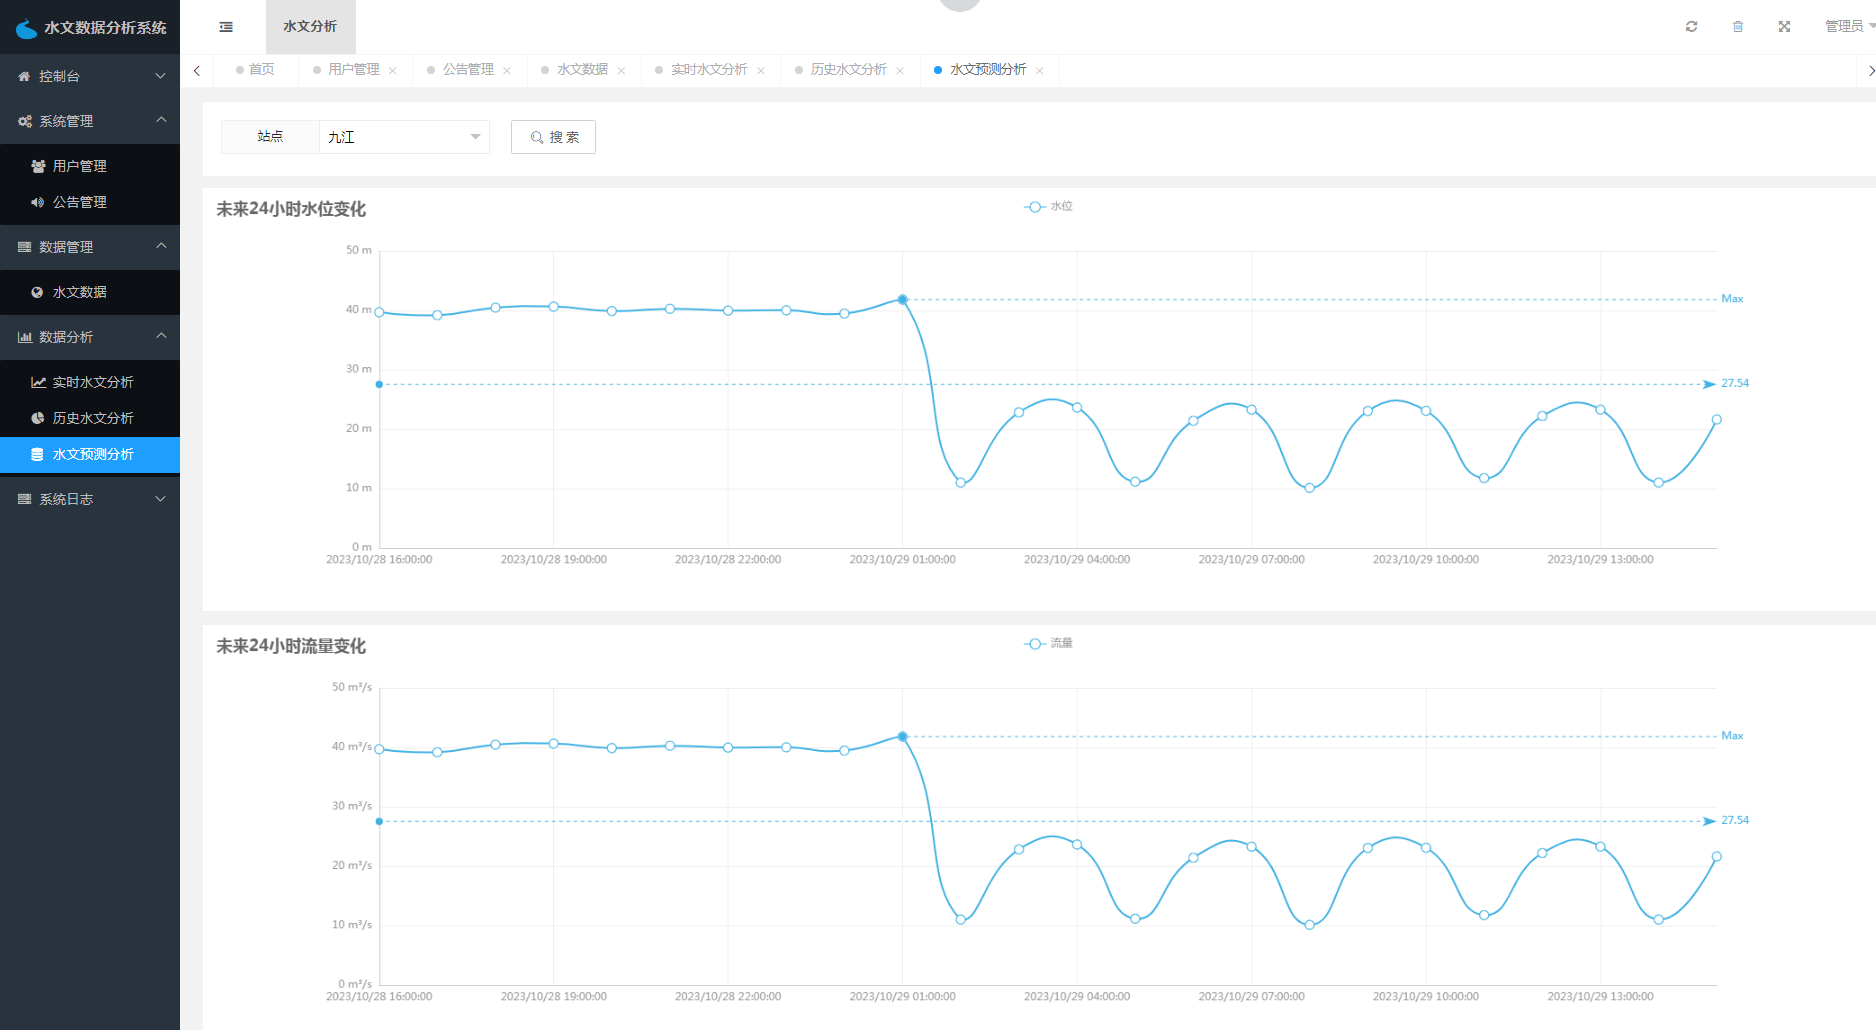 水文数据分析系统
水文分析
管理员
控制台
系统管理
用户管理
公告管理
数据管理
水文数据
数据分析
实时水文分析
历史水文分析
水文预测分析
系统日志
首页
用户管理
公告管理
水文数据
实时水文分析
历史水文分析
水文预测分析
站点
九江
搜 索
未来24小时水位变化
水位
50 m
40 m
30 m
20 m
10 m
0 m
Max
27.54
2023/10/28 16:00:00
2023/10/28 19:00:00
2023/10/28 22:00:00
2023/10/29 01:00:00
2023/10/29 04:00:00
2023/10/29 07:00:00
2023/10/29 10:00:00
2023/10/29 13:00:00
未来24小时流量变化
流量
50 m³/s
40 m³/s
30 m³/s
20 m³/s
10 m³/s
0 m³/s
Max
27.54
2023/10/28 16:00:00
2023/10/28 19:00:00
2023/10/28 22:00:00
2023/10/29 01:00:00
2023/10/29 04:00:00
2023/10/29 07:00:00
2023/10/29 10:00:00
2023/10/29 13:00:00